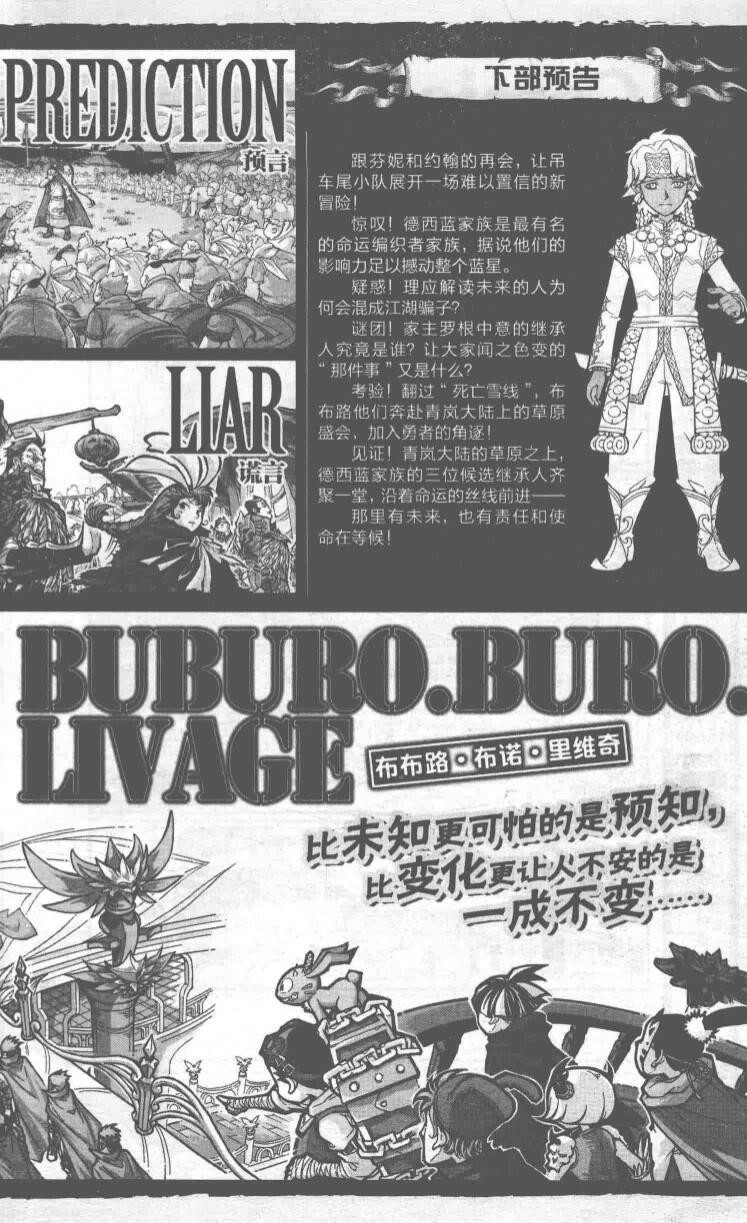 PREDICTION
预言
LIAR
谎言
下部预告
跟芬妮和约翰的再会，让吊
车尾小队展开一场难以置信的新
冒险！
惊叹！德西蓝家族是最有名
的命运编织者家族，据说他们的
影响力足以撼动整个蓝星。
疑惑！理应解读未来的人为
何会混成江湖骗子？
谜团！家主罗根中意的继承
人究竟是谁？让大家闻之色变的
“那件事”又是什么？
考验！翻过“死亡雪线”，布
布路他们奔赴青岚大陆上的草原
盛会，加入勇者的角逐！
见证！青岚大陆的草原之上，
德西蓝家族的三位候选继承人齐
聚一堂，沿着命运的丝线前进——
那里有未来，也有责任和使
命在等候！
BUBURO.BURO.
LIVAGE
布布路·布诺·里维奇
比未知更可怕的是预知，
比变化更让人不安的是
一成不变……